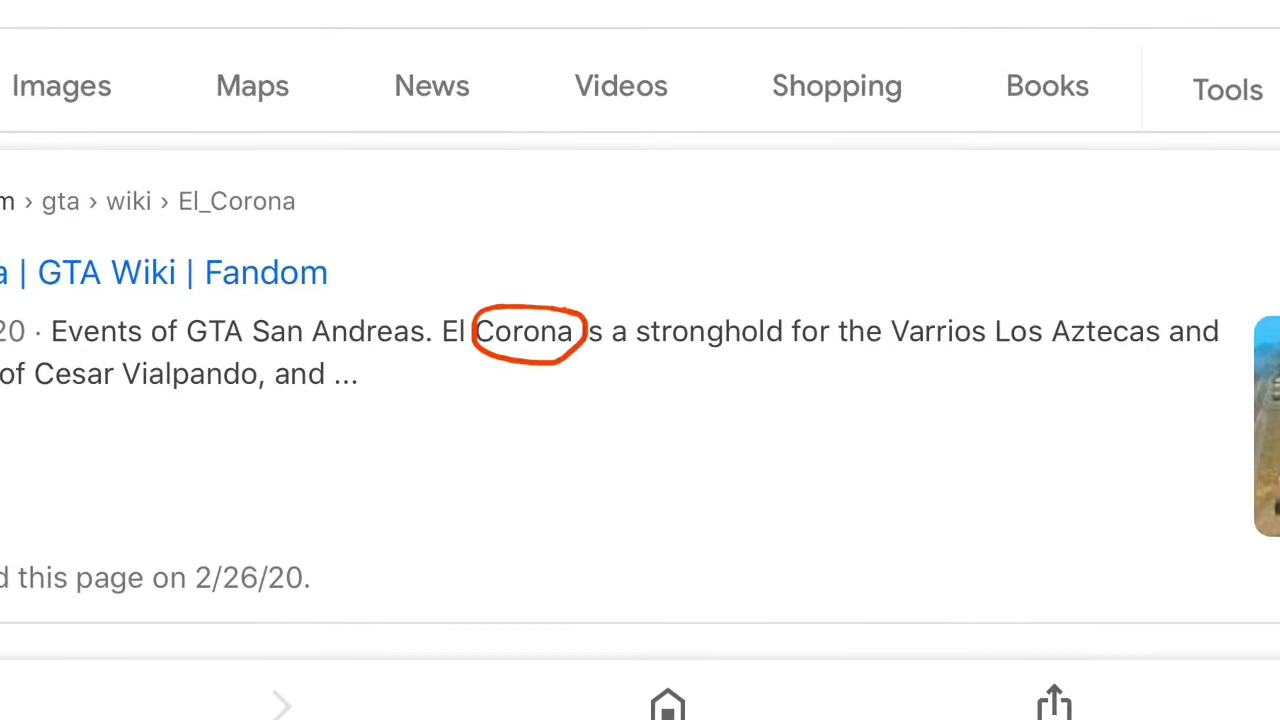 Images Maps News Videos Shopping Books Tools
m › gta › wiki › El_Corona
a | GTA Wiki | Fandom
20 · Events of GTA San Andreas. El Corona is a stronghold for the Varrios Los Aztecas and
of Cesar Vialpando, and ...
d this page on 2/26/20.